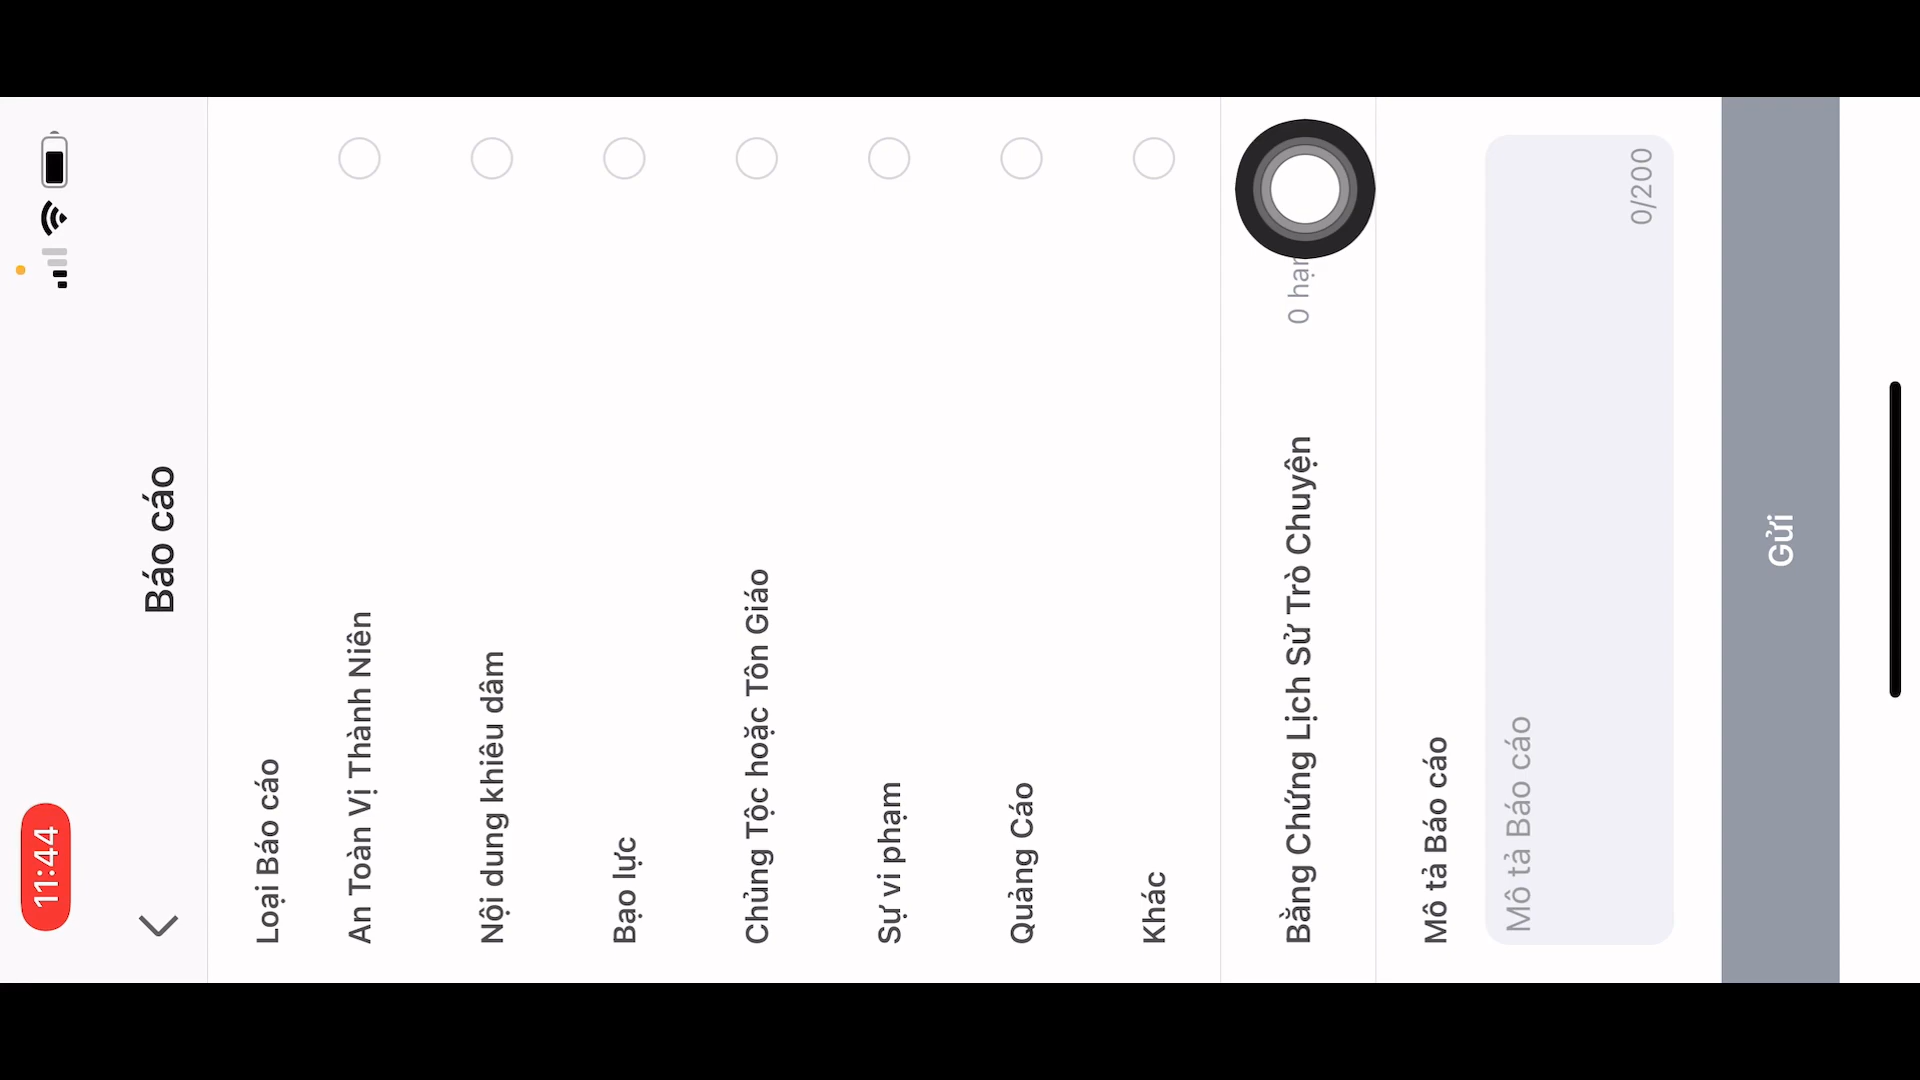 11:44
Báo cáo
Loại Báo cáo
An Toàn Vị Thành Niên
Nội dung khiêu dâm
Bạo lực
Chủng Tộc hoặc Tôn Giáo
Sự vi phạm
Quảng Cáo
Khác
Bằng Chứng Lịch Sử Trò Chuyện 0
Mô tả Báo cáo
Mô tả Báo cáo
0/200
Gửi